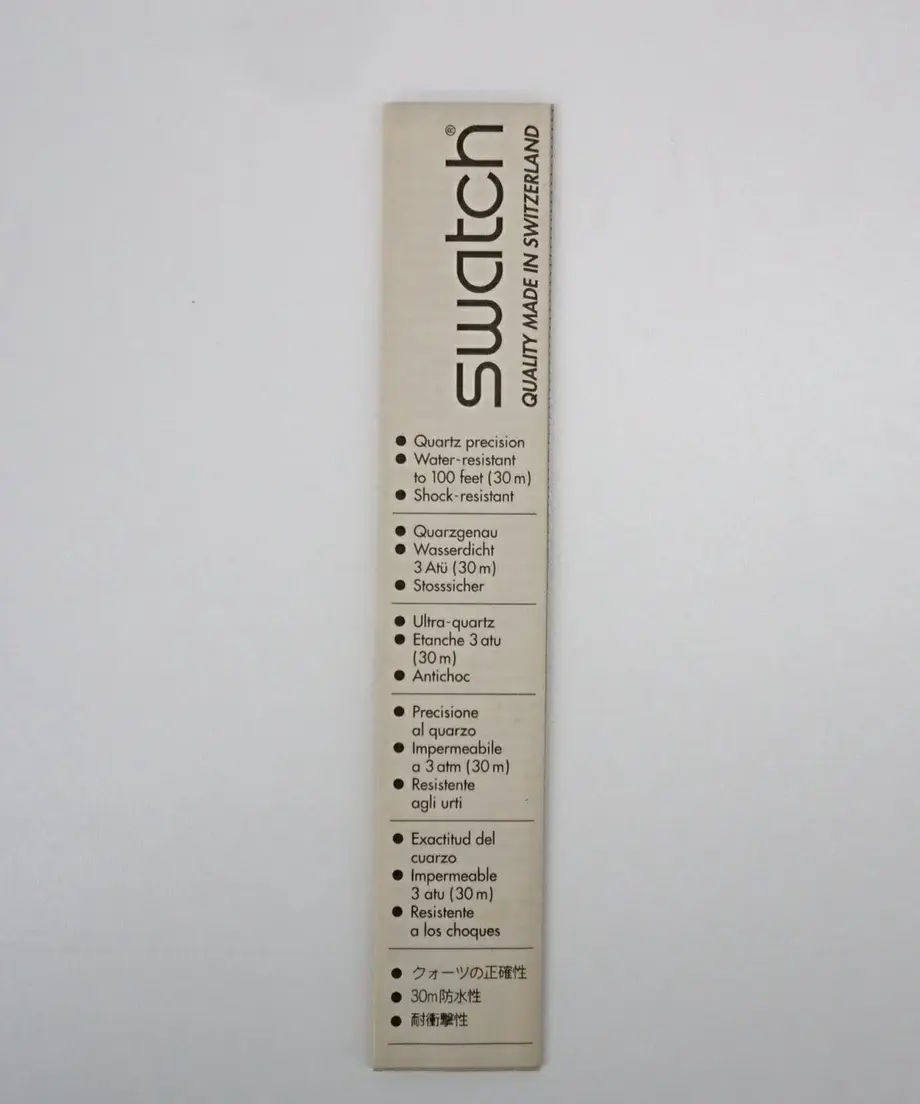 swatch®
QUALITY MADE IN SWITZERLAND
● Quartz precision
● Water-resistant
to 100 feet (30 m)
● Shock-resistant
● Quarzgenau
● Wasserdicht
3 Atü (30 m)
● Stosssicher
● Ultra-quartz
● Etanche 3 atu
(30 m)
● Antichoc
● Precisione
al quarzo
● Impermeabile
a 3 atm (30 m)
● Resistente
agli urti
● Exactitud del
cuarzo
● Impermeable
3 atu (30 m)
● Resistente
a los choques
● クォーツの正確性
● 30m防水性
● 耐衝撃性